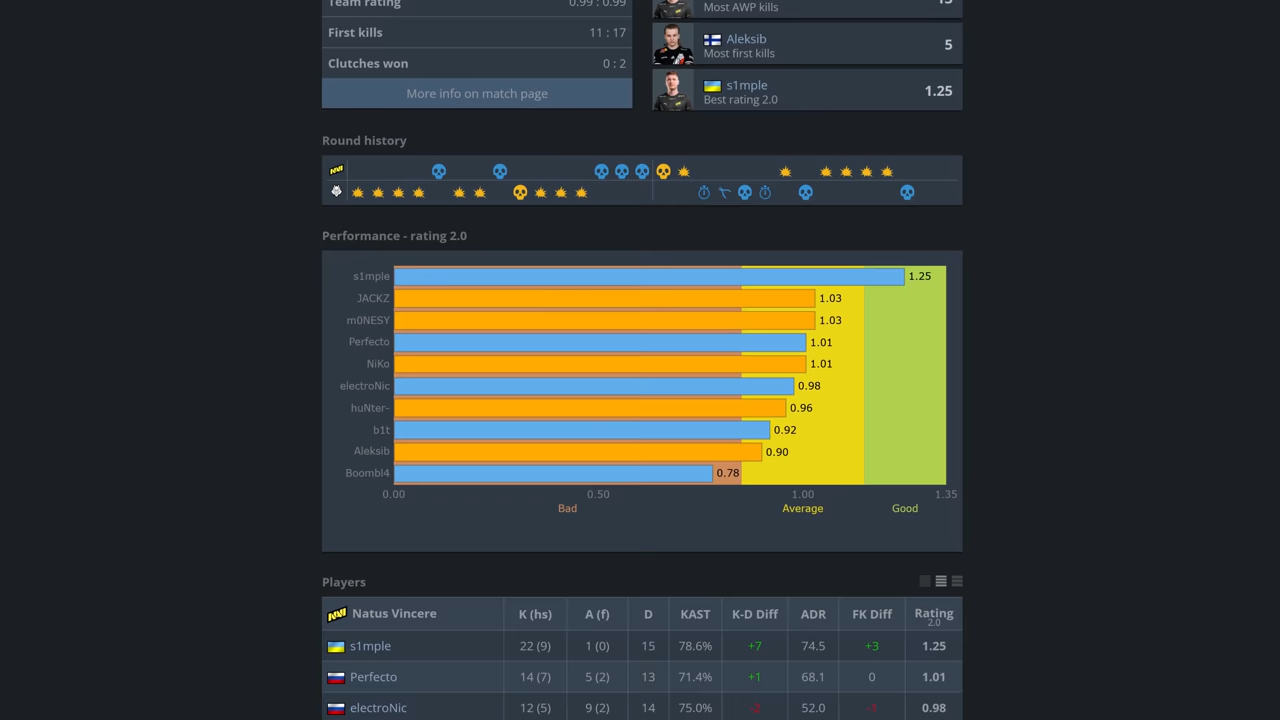 Team rating 0.99 : 0.99
First kills 11 : 17
Clutches won 0 : 2
More info on match page
Most AWP kills
Aleksib
Most first kills
5
s1mple
Best rating 2.0
1.25
Round history
Performance - rating 2.0
s1mple 1.25
JACKZ 1.03
m0NESY 1.03
Perfecto 1.01
NiKo 1.01
electroNic 0.98
huNter- 0.96
b1t 0.92
Aleksib 0.90
Boombl4 0.78
0.00 0.50 1.00 1.35
Bad Average Good
Players
Natus Vincere K (hs) A (f) D KAST K-D Diff ADR FK Diff Rating 2.0
s1mple 22 (9) 1 (0) 15 78.6% +7 74.5 +3 1.25
Perfecto 14 (7) 5 (2) 13 71.4% +1 68.1 0 1.01
electroNic 12 (5) 9 (2) 14 75.0% -2 52.0 -1 0.98